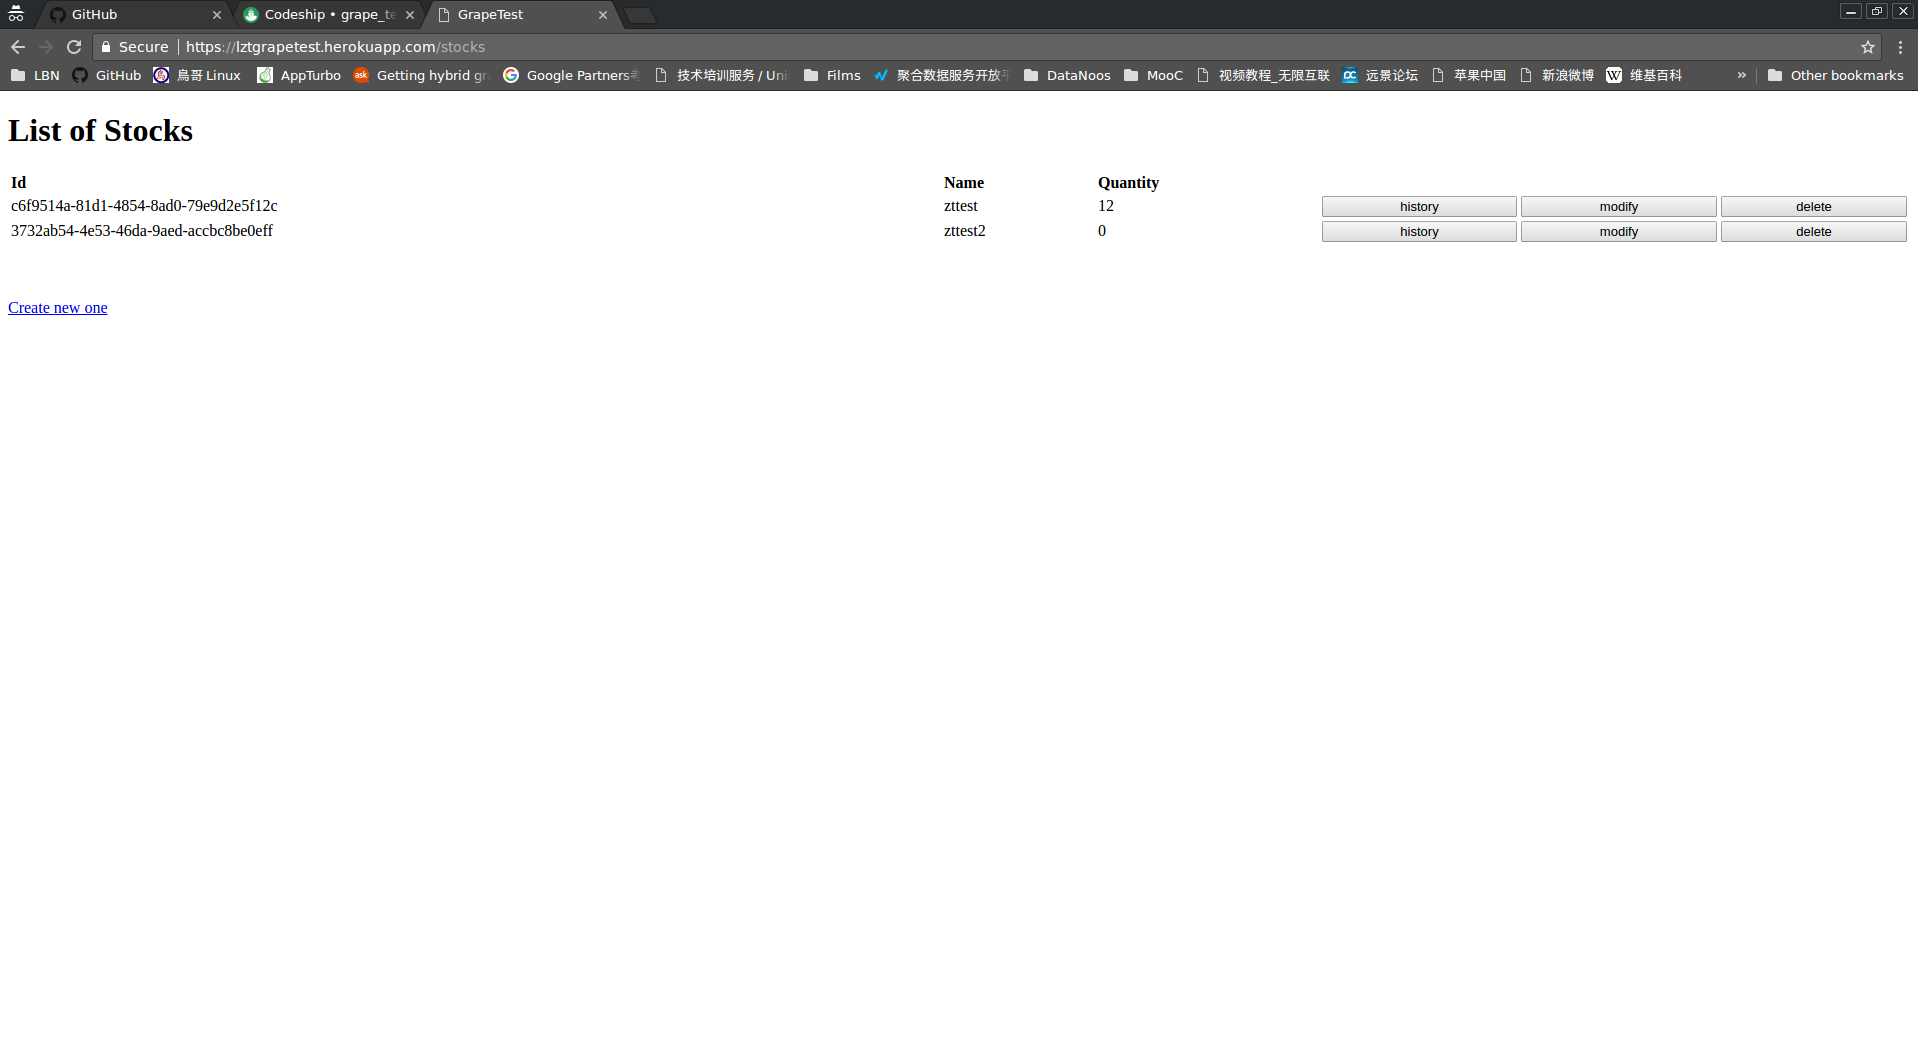 GitHub
Codeship • grape_te
GrapeTest
Secure https://lztgrapetest.herokuapp.com/stocks
LBN GitHub 鳥哥 Linux AppTurbo ask Getting hybrid gr Google Partners 技术培训服务 / Uni Films 聚合数据服务开放 DataNoos MooC 视频教程_无限互联 远景论坛 苹果中国 新浪微博 W 维基百科 » Other bookmarks
List of Stocks
Id Name Quantity
c6f9514a-81d1-4854-8ad0-79e9d2e5f12c zttest 12 history modify delete
3732ab54-4e53-46da-9aed-accbc8be0eff zttest2 0 history modify delete
Create new one